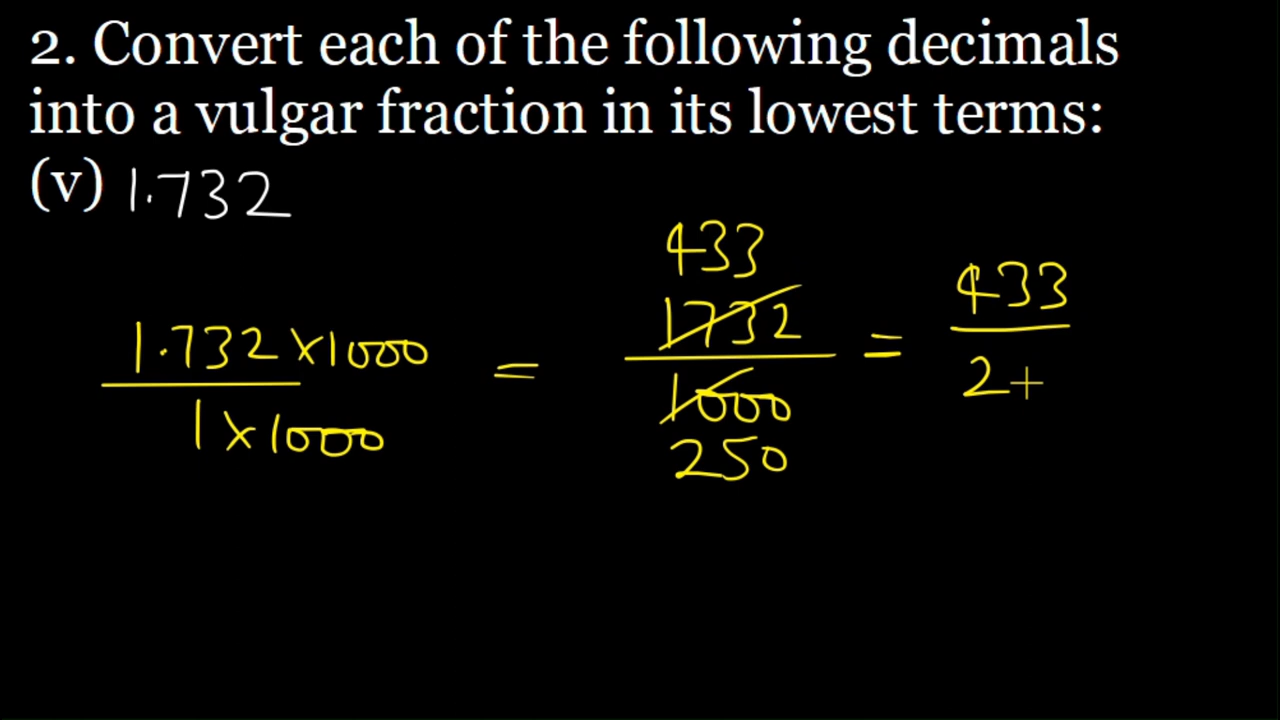 2. Convert each of the following decimals
into a vulgar fraction in its lowest terms:
(v) 1.732
433
1.732 × 1000 = 1732 = 433
1 × 1000 1000 2
250